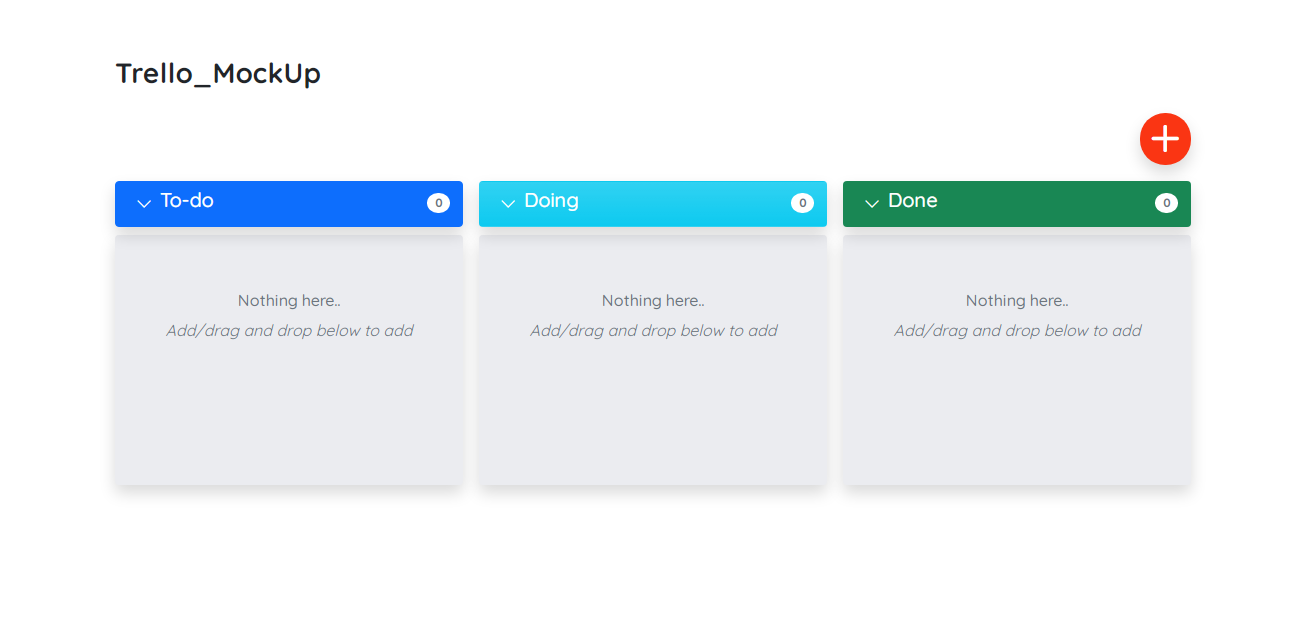 Trello_MockUp
To-do 0
Doing 0
Done 0
Nothing here..
Add/drag and drop below to add
Nothing here..
Add/drag and drop below to add
Nothing here..
Add/drag and drop below to add